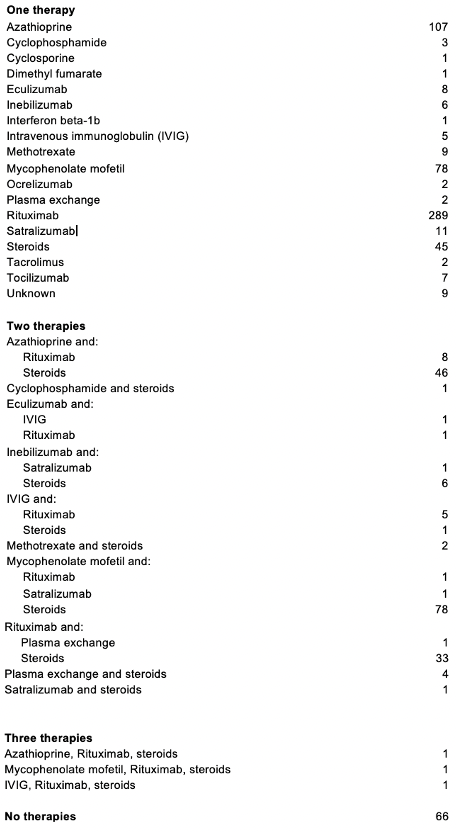 One therapy
Azathioprine 107
Cyclophosphamide 3
Cyclosporine 1
Dimethyl fumarate 1
Eculizumab 8
Inebilizumab 6
Interferon beta-1b 1
Intravenous immunoglobulin (IVIG) 5
Methotrexate 9
Mycophenolate mofetil 78
Ocrelizumab 2
Plasma exchange 2
Rituximab 289
Satralizumab 11
Steroids 45
Tacrolimus 2
Tocilizumab 7
Unknown 9
Two therapies
Azathioprine and:
Rituximab 8
Steroids 46
Cyclophosphamide and steroids 1
Eculizumab and:
IVIG 1
Rituximab 1
Inebilizumab and:
Satralizumab 1
Steroids 6
IVIG and:
Rituximab 5
Steroids 1
Methotrexate and steroids 2
Mycophenolate mofetil and:
Rituximab 1
Satralizumab 1
Steroids 78
Rituximab and:
Plasma exchange 1
Steroids 33
Plasma exchange and steroids 4
Satralizumab and steroids 1
Three therapies
Azathioprine, Rituximab, steroids 1
Mycophenolate mofetil, Rituximab, steroids 1
IVIG, Rituximab, steroids 1
No therapies 66